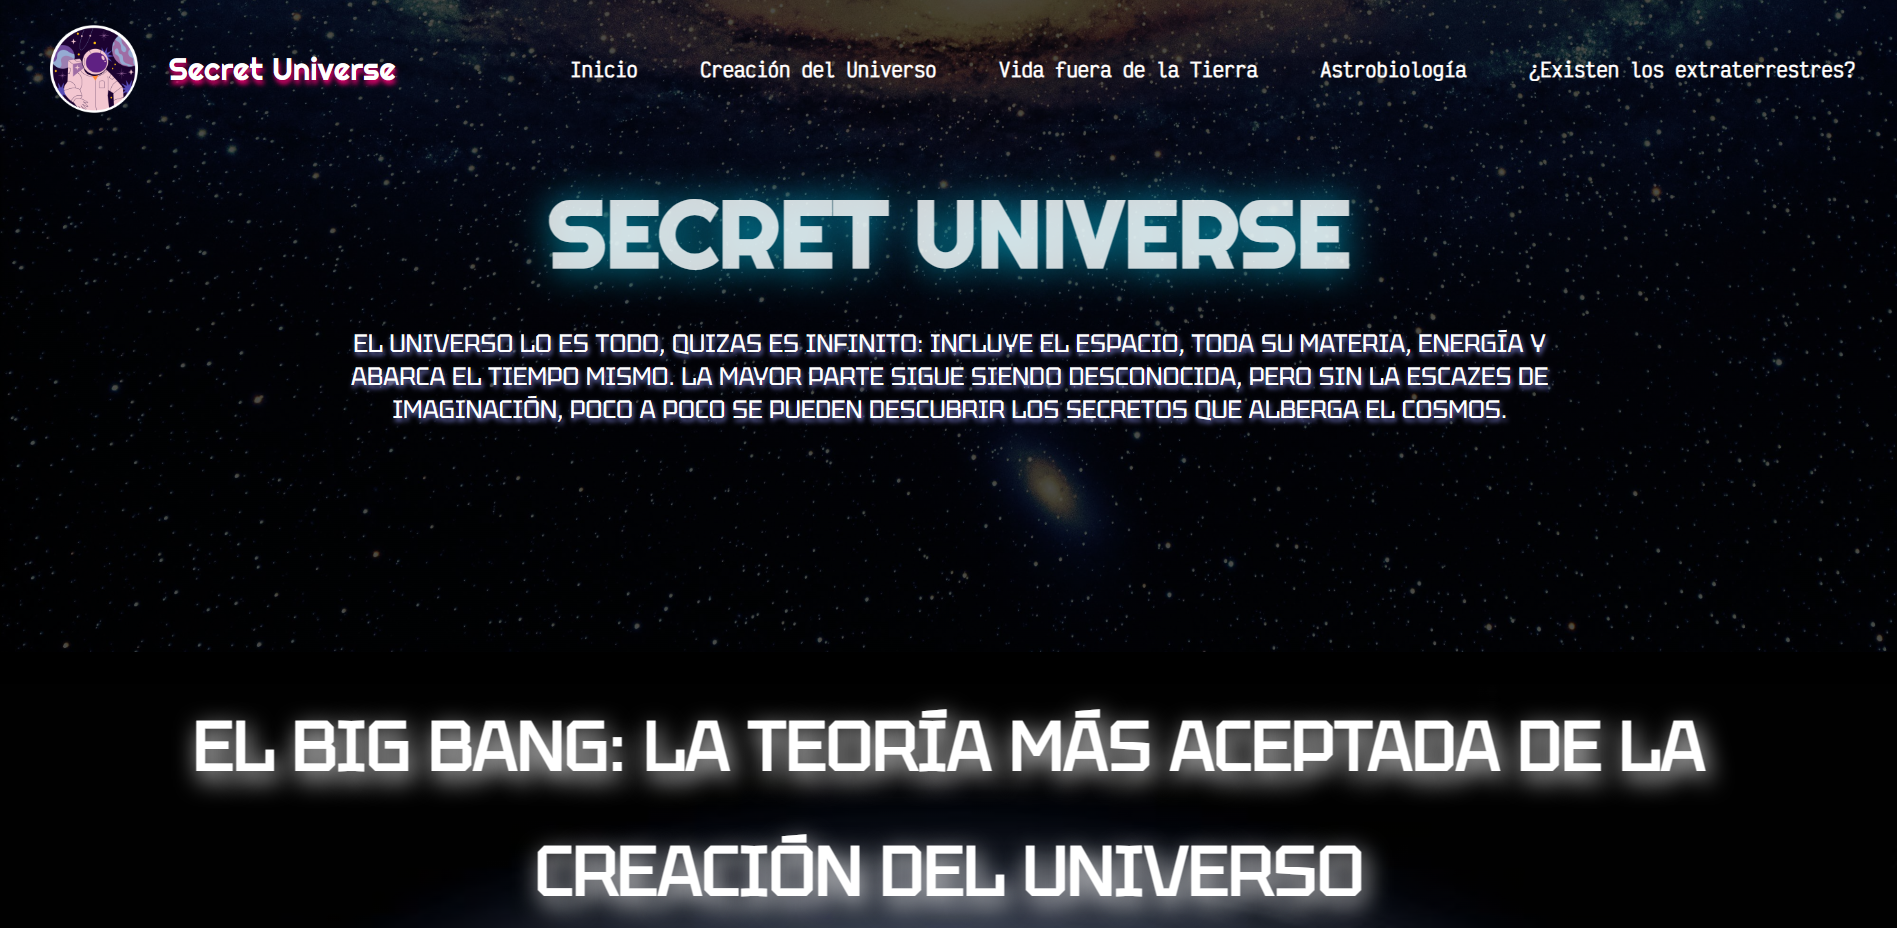 Secret Universe
Inicio
Creación del Universo
Vida fuera de la Tierra
Astrobiología
¿Existen los extraterrestres?
SECRET UNIVERSE
EL UNIVERSO LO ES TODO, QUIZAS ES INFINITO: INCLUYE EL ESPACIO, TODA SU MATERIA, ENERGÍA Y
ABARCA EL TIEMPO MISMO. LA MAYOR PARTE SIGUE SIENDO DESCONOCIDA, PERO SIN LA ESCAZES DE
IMAGINACIÓN, POCO A POCO SE PUEDEN DESCUBRIR LOS SECRETOS QUE ALBERGA EL COSMOS.
EL BIG BANG: LA TEORÍA MÁS ACEPTADA DE LA
CREACIÓN DEL UNIVERSO